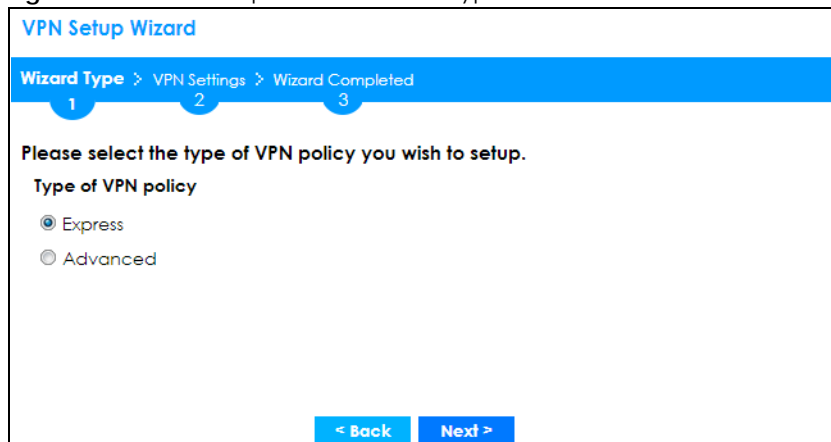 VPN Setup Wizard
Wizard Type > VPN Settings > Wizard Completed
1 2 3
Please select the type of VPN policy you wish to setup.
Type of VPN policy
Express
Advanced
< Back Next >